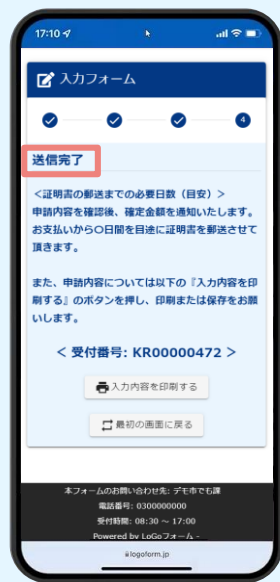 17:10
入力フォーム
4
送信完了
＜証明書の郵送までの必要日数（目安）＞
申請内容を確認後、確定金額を通知いたします。
お支払いから〇日間を目途に証明書を郵送させて
頂きます。
また、申請内容については以下の『入力内容を印
刷する』のボタンを押し、印刷または保存をお願
いします。
＜ 受付番号: KR00000472 ＞
入力内容を印刷する
最初の画面に戻る
本フォームのお問い合わせ先: デモ市でも課
電話番号: 0300000000
受付時間: 08:30 ～ 17:00
Powered by LoGoフォーム -
logoform.jp